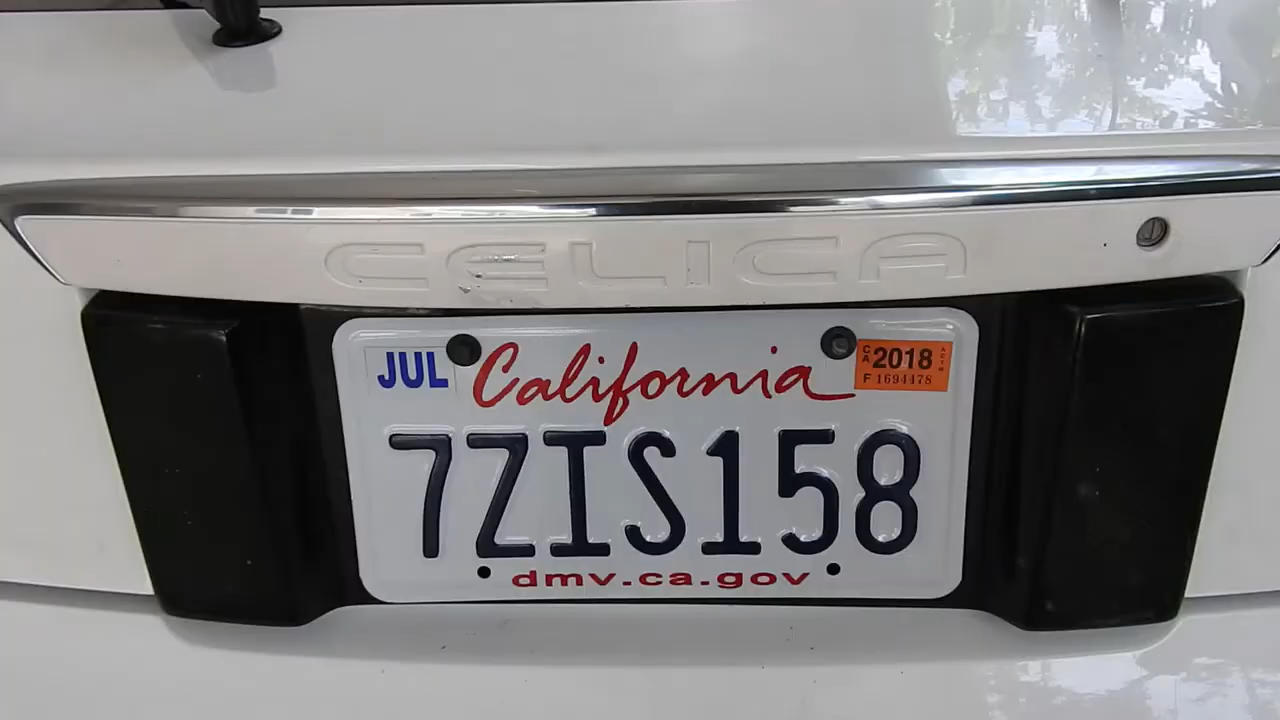 CELICA
JUL California CA 2018
F 1694478
7ZIS158
dmv.ca.gov